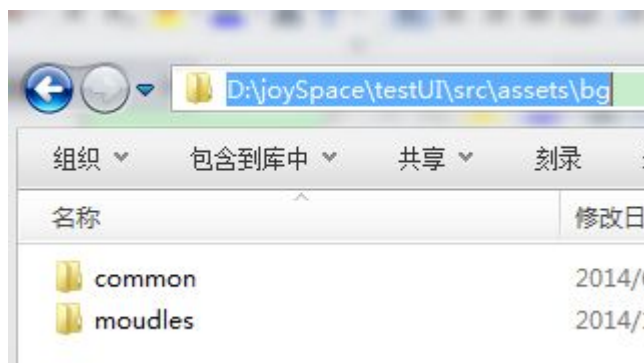 D:\joySpace\testUI\src\assets\bg
组织 包含到库中 共享 刻录
名称 修改日
common 2014/
moudles 2014/